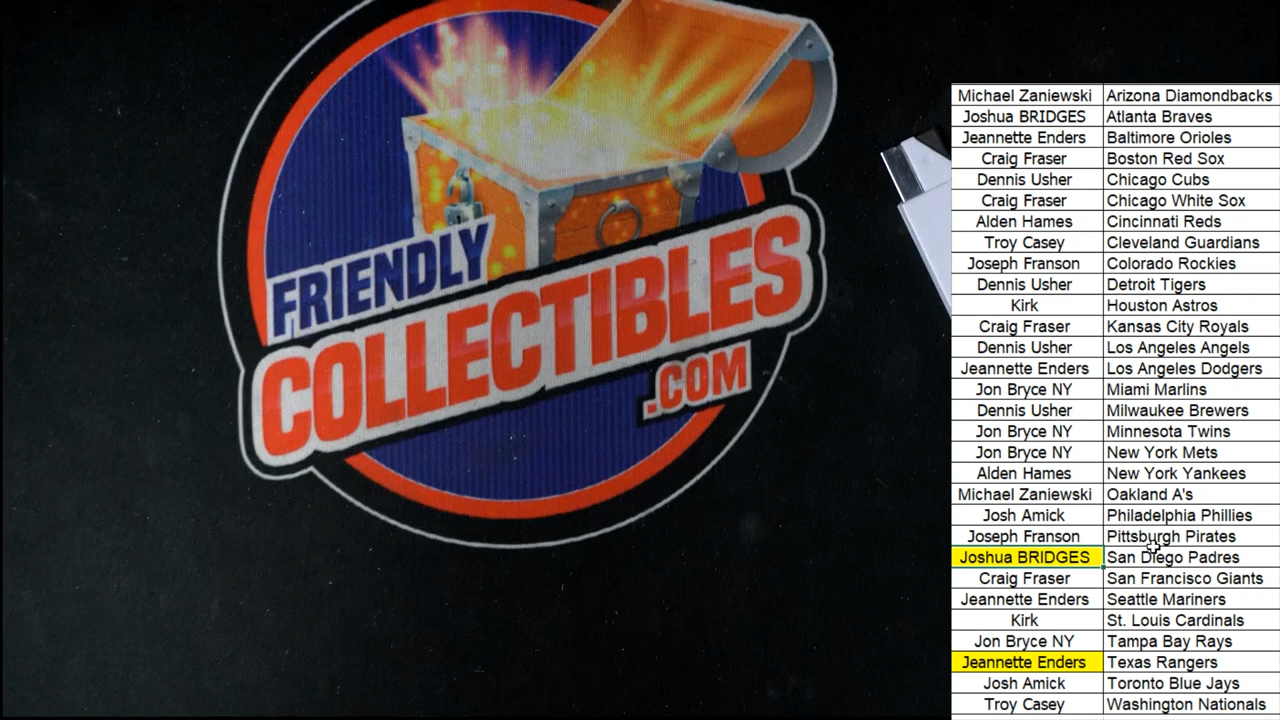 FRIENDLY
COLLECTIBLES
.COM
Michael Zaniewski Arizona Diamondbacks
Joshua BRIDGES Atlanta Braves
Jeannette Enders Baltimore Orioles
Craig Fraser Boston Red Sox
Dennis Usher Chicago Cubs
Craig Fraser Chicago White Sox
Alden Hames Cincinnati Reds
Troy Casey Cleveland Guardians
Joseph Franson Colorado Rockies
Dennis Usher Detroit Tigers
Kirk Houston Astros
Craig Fraser Kansas City Royals
Dennis Usher Los Angeles Angels
Jeannette Enders Los Angeles Dodgers
Jon Bryce NY Miami Marlins
Dennis Usher Milwaukee Brewers
Jon Bryce NY Minnesota Twins
Jon Bryce NY New York Mets
Alden Hames New York Yankees
Michael Zaniewski Oakland A's
Josh Amick Philadelphia Phillies
Joseph Franson Pittsburgh Pirates
Joshua BRIDGES San Diego Padres
Craig Fraser San Francisco Giants
Jeannette Enders Seattle Mariners
Kirk St. Louis Cardinals
Jon Bryce NY Tampa Bay Rays
Jeannette Enders Texas Rangers
Josh Amick Toronto Blue Jays
Troy Casey Washington Nationals